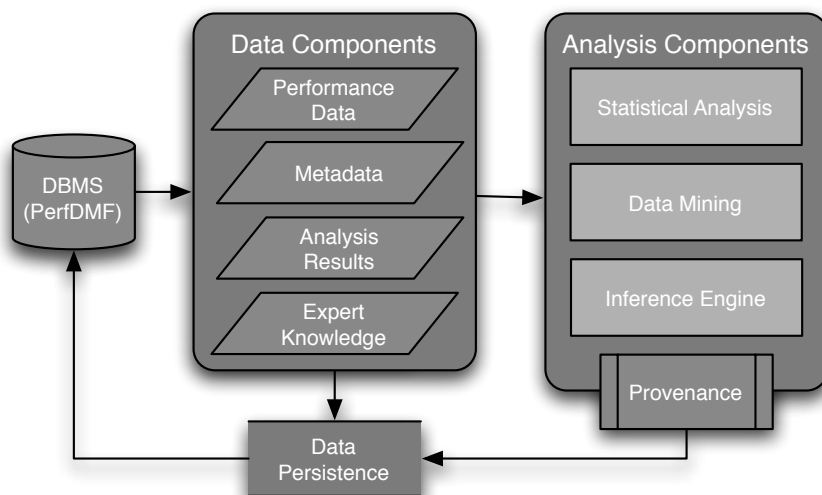 Data Components
Performance
Data
Metadata
Analysis
Results
Expert
Knowledge
DBMS
(PerfDMF)
Analysis Components
Statistical Analysis
Data Mining
Inference Engine
Provenance
Data
Persistence